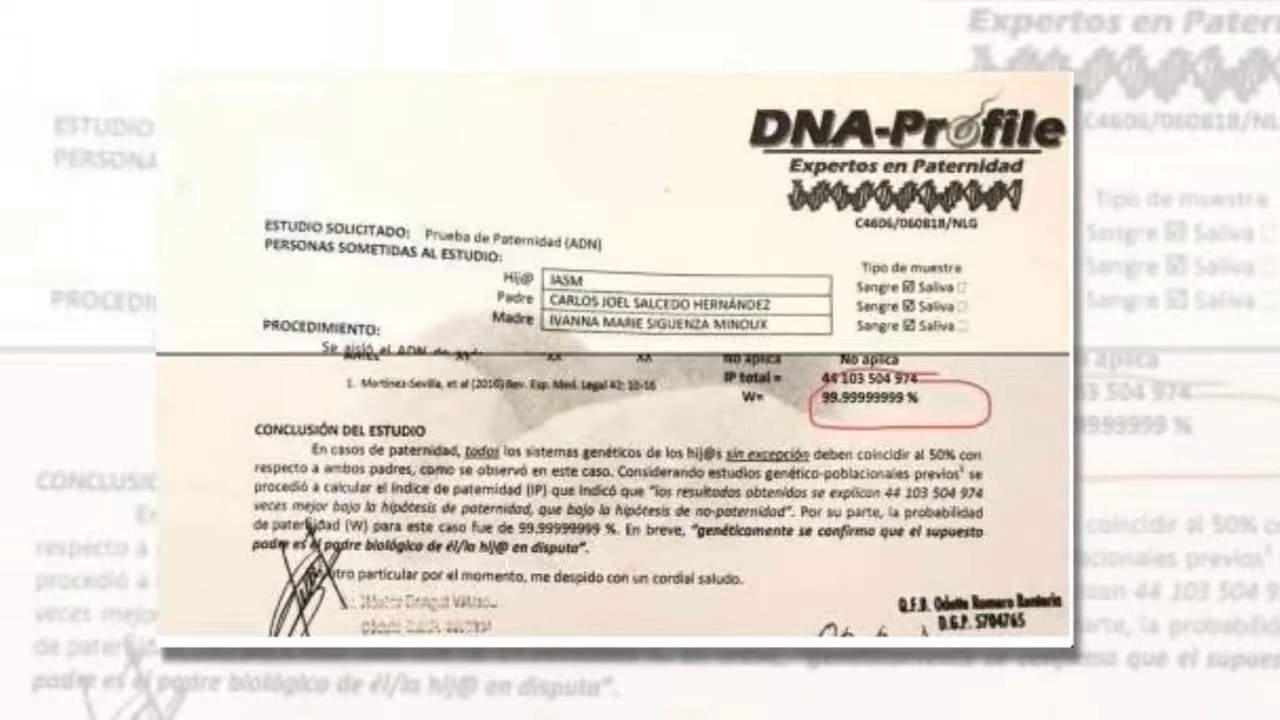 DNA-Profile
Expertos en Paternidad
C4606/060818/NLG
ESTUDIO SOLICITADO: Prueba de Paternidad (ADN)
PERSONAS SOMETIDAS AL ESTUDIO:
Tipo de muestra
Hij@ IASM Sangre ☑ Saliva ☐
Padre CARLOS JOEL SALCEDO HERNÁNDEZ Sangre ☑ Saliva ☐
Madre IVANNA MARIE SIGUENZA MINOUX Sangre ☑ Saliva ☐
PROCEDIMIENTO:
Se aisló el ADN de
AMEL XX XX No aplica No aplica
IP total = 44 103 504 974
1. Martínez-Sevilla, et al (2016) Rev. Esp. Med. Legal 42: 10-16
W= 99.99999999 %
CONCLUSIÓN DEL ESTUDIO
En casos de paternidad, todos los sistemas genéticos de los hij@s sin excepción deben coincidir al 50% con
respecto a ambos padres, como se observó en este caso. Considerando estudios genético-poblacionales previos¹ se
procedió a calcular el índice de paternidad (IP) que indicó que "los resultados obtenidos se explican 44 103 504 974
veces mejor bajo la hipótesis de paternidad, que bajo la hipótesis de no-paternidad". Por su parte, la probabilidad
de paternidad (W) para este caso fue de 99.99999999 %. En breve, "genéticamente se confirma que el supuesto
padre es el padre biológico de él/la hij@ en disputa".
otro particular por el momento, me despido con un cordial saludo.
Q.F.B. Odette Romero Rentería
D.G.P. 5704765